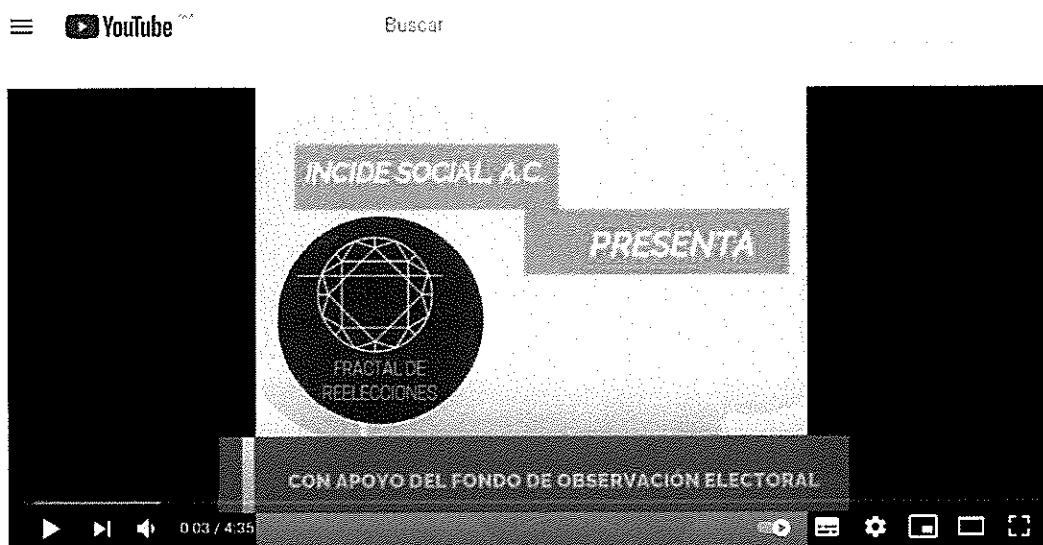 YouTube
Buscar
INCIDE SOCIAL, A.C.
PRESENTA
FRACTAL DE
REELECCIONES
CON APOYO DEL FONDO DE OBSERVACIÓN ELECTORAL
0:03 / 4:35